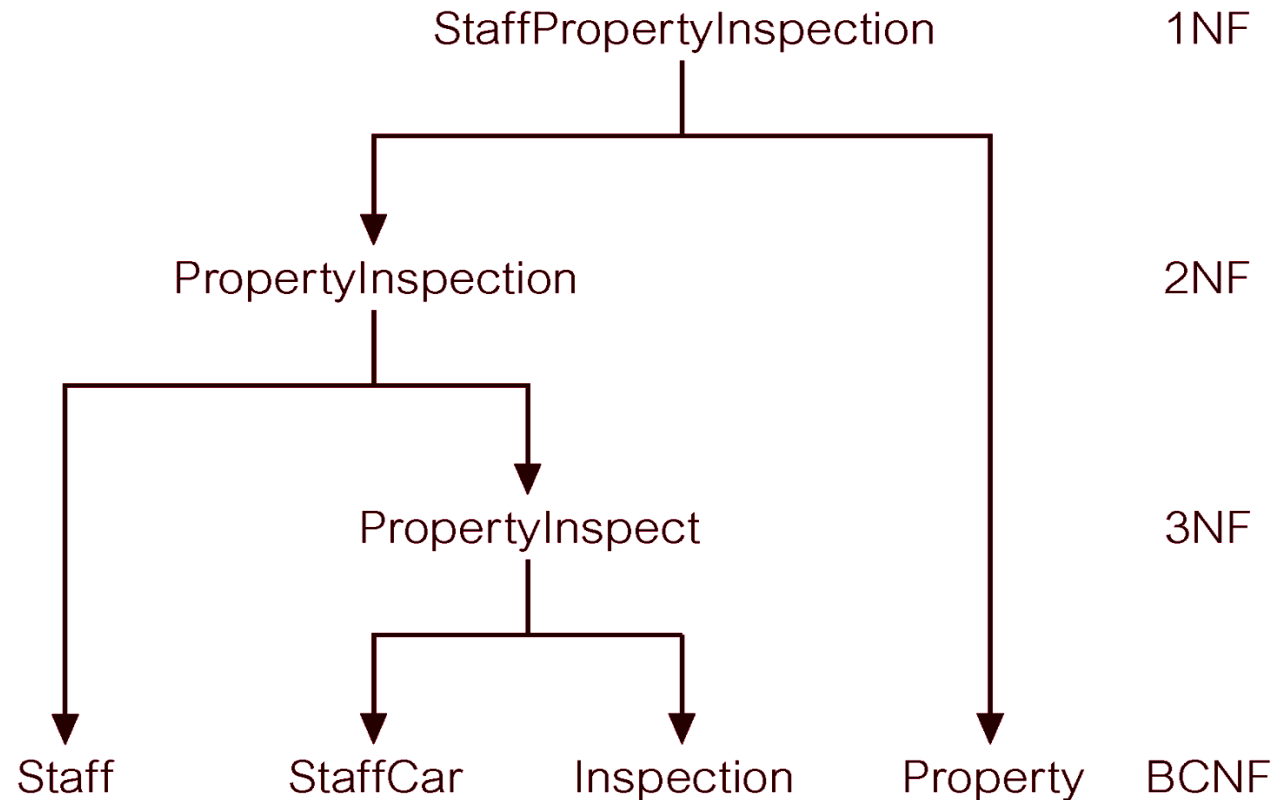 StaffPropertyInspection 1NF
PropertyInspection 2NF
PropertyInspect 3NF
Staff StaffCar Inspection Property BCNF